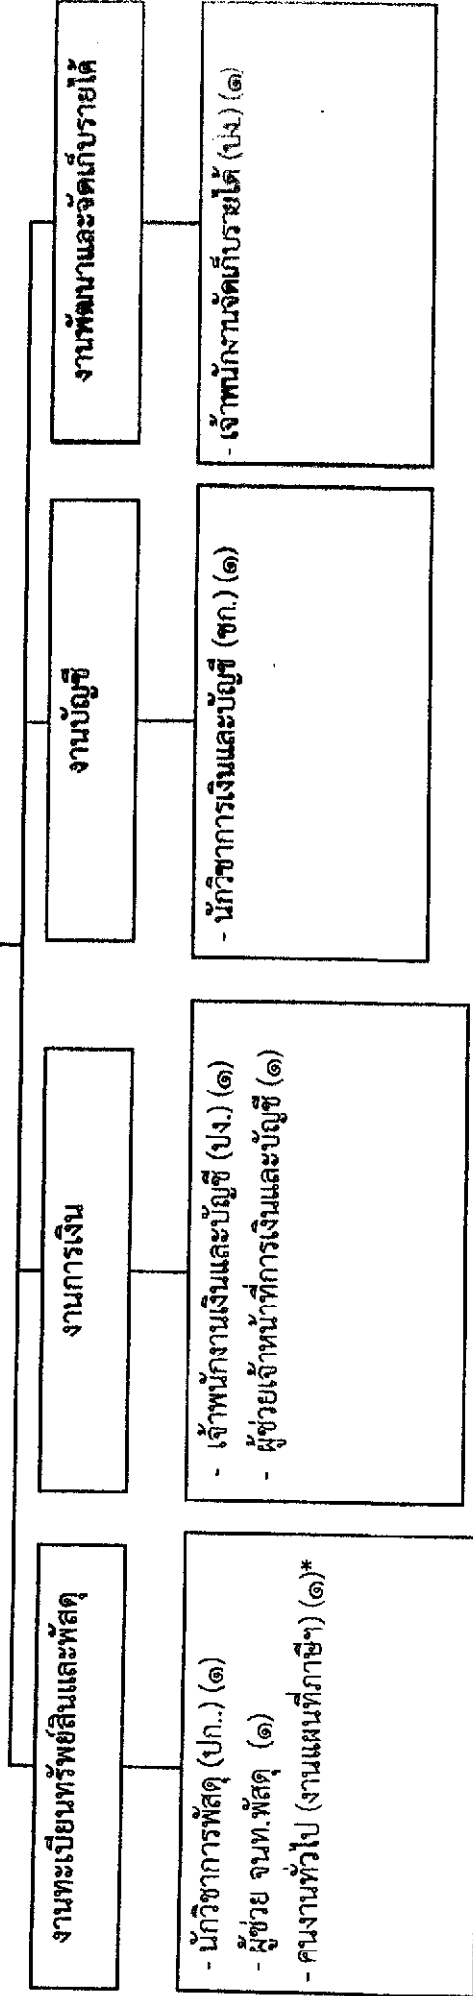 งานทะเบียนทรัพย์สินและพัสดุ
- นักวิชาการพัสดุ (ปก..) (๑)
- ผู้ช่วย จนท.พัสดุ (๑)
- คนงานทั่วไป (งานแผนที่ภาษีฯ) (๑)*
งานการเงิน
- เจ้าพนักงานเงินและบัญชี (ปง.) (๑)
- ผู้ช่วยเจ้าหน้าที่การเงินและบัญชี (๑)
งานบัญชี
- นักวิชาการเงินและบัญชี (ชก.) (๑)
งานพัฒนาและจัดเก็บรายได้
- เจ้าพนักงานจัดเก็บรายได้ (ปง.) (๑)